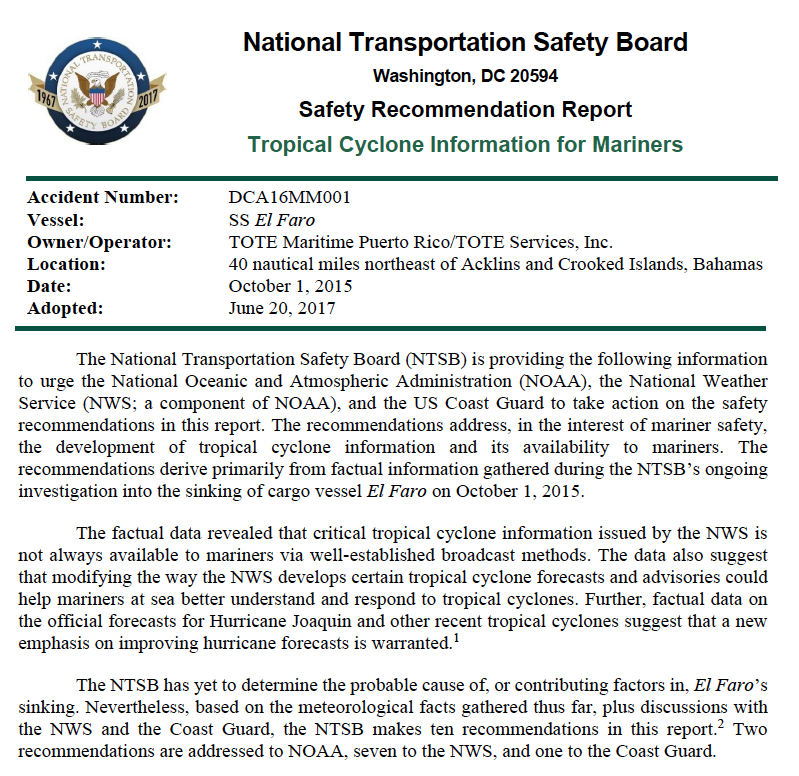 National Transportation Safety Board
Washington, DC 20594
Safety Recommendation Report
Tropical Cyclone Information for Mariners
NATIONAL TRANSPORTATION
SAFETY BOARD
1967
2017
Accident Number: DCA16MM001
Vessel: SS El Faro
Owner/Operator: TOTE Maritime Puerto Rico/TOTE Services, Inc.
Location: 40 nautical miles northeast of Acklins and Crooked Islands, Bahamas
Date: October 1, 2015
Adopted: June 20, 2017
The National Transportation Safety Board (NTSB) is providing the following information
to urge the National Oceanic and Atmospheric Administration (NOAA), the National Weather
Service (NWS; a component of NOAA), and the US Coast Guard to take action on the safety
recommendations in this report. The recommendations address, in the interest of mariner safety,
the development of tropical cyclone information and its availability to mariners. The
recommendations derive primarily from factual information gathered during the NTSB's ongoing
investigation into the sinking of cargo vessel El Faro on October 1, 2015.
The factual data revealed that critical tropical cyclone information issued by the NWS is
not always available to mariners via well-established broadcast methods. The data also suggest
that modifying the way the NWS develops certain tropical cyclone forecasts and advisories could
help mariners at sea better understand and respond to tropical cyclones. Further, factual data on
the official forecasts for Hurricane Joaquin and other recent tropical cyclones suggest that a new
emphasis on improving hurricane forecasts is warranted.1
The NTSB has yet to determine the probable cause of, or contributing factors in, El Faro's
sinking. Nevertheless, based on the meteorological facts gathered thus far, plus discussions with
the NWS and the Coast Guard, the NTSB makes ten recommendations in this report.2 Two
recommendations are addressed to NOAA, seven to the NWS, and one to the Coast Guard.